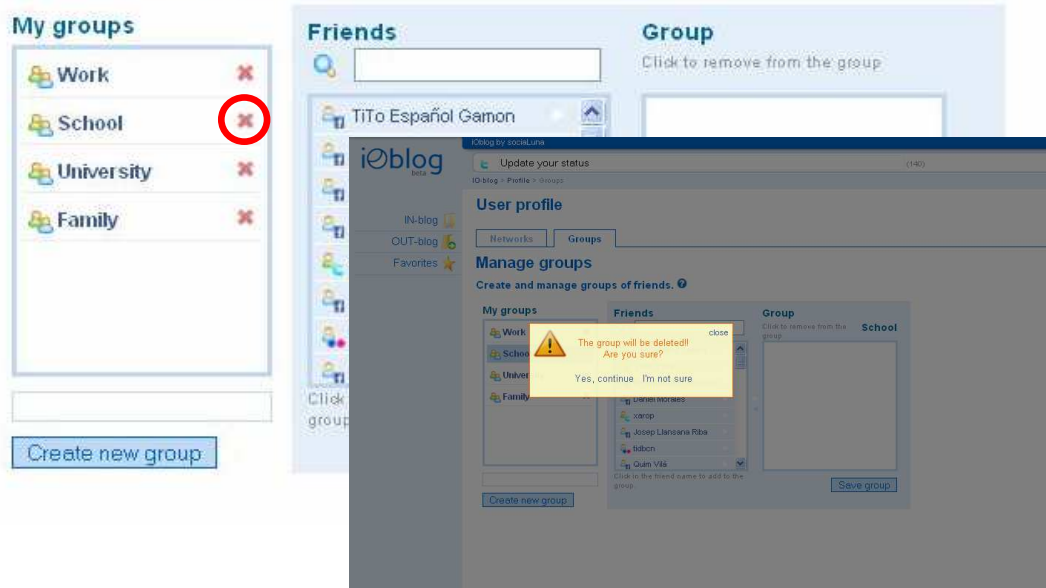 My groups
Work
School
University
Family
Create new group
Friends
TiTo Español Gamon
Click
group
Group
Click to remove from the group
iOblog by sociaLuna
ioblog
beta
Update your status
(140)
IO-blog > Profile > Groups
IN-blog
OUT-blog
Favorites
User profile
Networks Groups
Manage groups
Create and manage groups of friends.
My groups
Work
Schoo
Univer
Family
Create new group
Friends
close
The group will be deleted!!
Are you sure?
Yes, continue I'm not sure
Daniel Morales
xarop
Josep Llansana Riba
tidbcn
Quim Vilà
Click in the friend name to add to the
group.
Group
Click to remove from the
group
School
Save group